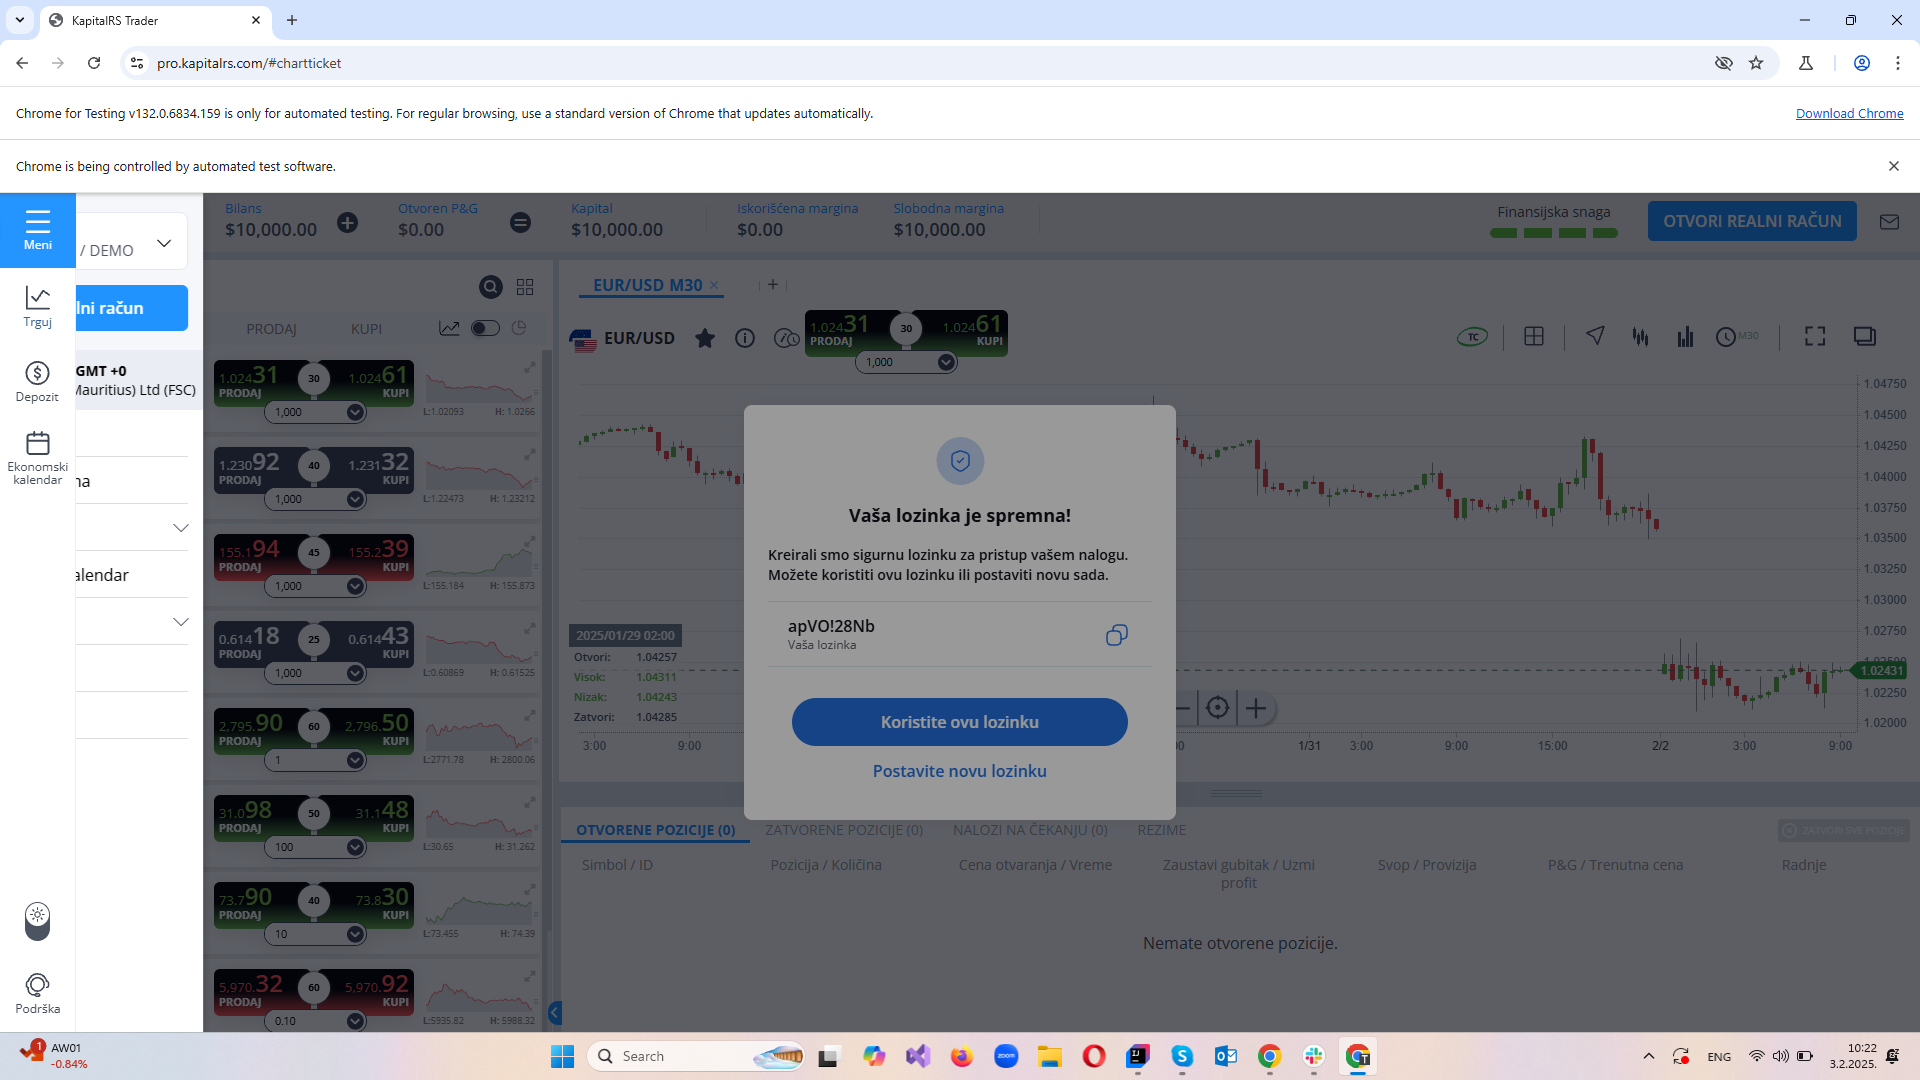 KapitalRS Trader
pro.kapitalrs.com/#chartticket
Chrome for Testing v132.0.6834.159 is only for automated testing. For regular browsing, use a standard version of Chrome that updates automatically.
Download Chrome
Chrome is being controlled by automated test software.
Meni
/ DEMO
lni račun
Trguj
GMT +0
Mauritius) Ltd (FSC)
Depozit
Ekonomski
kalendar
na
alendar
Podrška
Bilans
$10,000.00
Otvoren P&G
$0.00
Kapital
$10,000.00
Iskorišćena margina
$0.00
Slobodna margina
$10,000.00
Finansijska snaga
OTVORI REALNI RAČUN
PRODAJ
KUPI
1.02431
30
1.02461
PRODAJ
KUPI
1,000
L:1.02093
H: 1.0266
1.23092
40
1.23132
PRODAJ
KUPI
1,000
L:1.22473
H: 1.23212
155.194
45
155.239
PRODAJ
KUPI
1,000
L:155.184
H: 155.873
0.61418
25
0.61443
PRODAJ
KUPI
1,000
L:0.60869
H: 0.61525
2,795.90
60
2,796.50
PRODAJ
KUPI
1
L:2771.78
H: 2800.06
31.098
50
31.148
PRODAJ
KUPI
100
L:30.65
H: 31.262
73.790
40
73.830
PRODAJ
KUPI
10
L:73.455
H: 74.39
5,970.32
60
5,970.92
PRODAJ
KUPI
0.10
L:5935.82
H: 5988.32
EUR/USD M30
EUR/USD
1.02431
30
1.02461
PRODAJ
KUPI
1,000
TC
M30
1.04750
1.04500
1.04250
1.04000
1.03750
1.03500
1.03250
1.03000
1.02750
1.02431
1.02250
1.02000
2025/01/29 02:00
Otvori: 1.04257
Visok: 1.04311
Nizak: 1.04243
Zatvori: 1.04285
3:00
9:00
1/31
3:00
9:00
15:00
2/2
3:00
9:00
Vaša lozinka je spremna!
Kreirali smo sigurnu lozinku za pristup vašem nalogu.
Možete koristiti ovu lozinku ili postaviti novu sada.
apVO!28Nb
Vaša lozinka
Koristite ovu lozinku
Postavite novu lozinku
OTVORENE POZICIJE (0)
ZATVORENE POZICIJE (0)
NALOZI NA ČEKANJU (0)
REZIME
ZATVORI SVE POZICIJE
Simbol / ID
Pozicija / Količina
Cena otvaranja / Vreme
Zaustavi gubitak / Uzmi
profit
Svop / Provizija
P&G / Trenutna cena
Radnje
Nemate otvorene pozicije.
1
AW01
-0.84%
Search
zoom
ENG
10:22
3.2.2025.